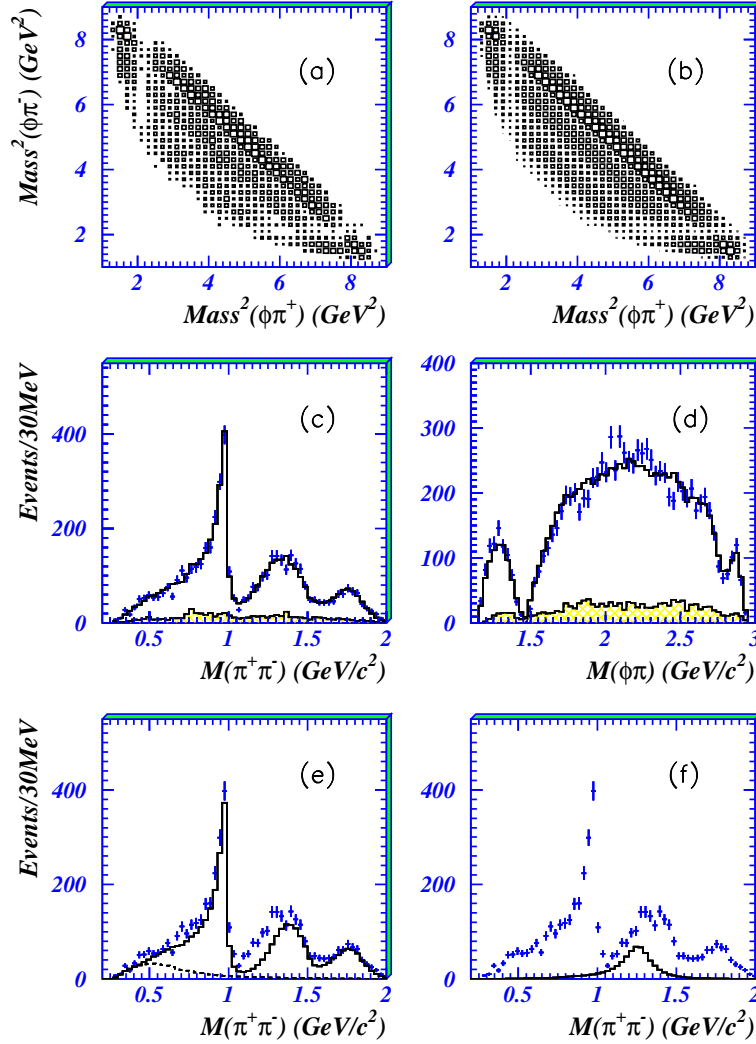 Mass²(ϕπ⁻) (GeV²)
8
6
4
2
(a)
2 4 6 8
Mass²(ϕπ⁺) (GeV²)
8
6
4
2
(b)
2 4 6 8
Mass²(ϕπ⁺) (GeV²)
Events/30MeV
400
200
0
(c)
0.5 1 1.5 2
M(π⁺π⁻) (GeV/c²)
400
300
200
100
0
(d)
1.5 2 2.5 3
M(ϕπ) (GeV/c²)
Events/30MeV
400
200
0
(e)
0.5 1 1.5 2
M(π⁺π⁻) (GeV/c²)
400
200
0
(f)
0.5 1 1.5 2
M(π⁺π⁻) (GeV/c²)